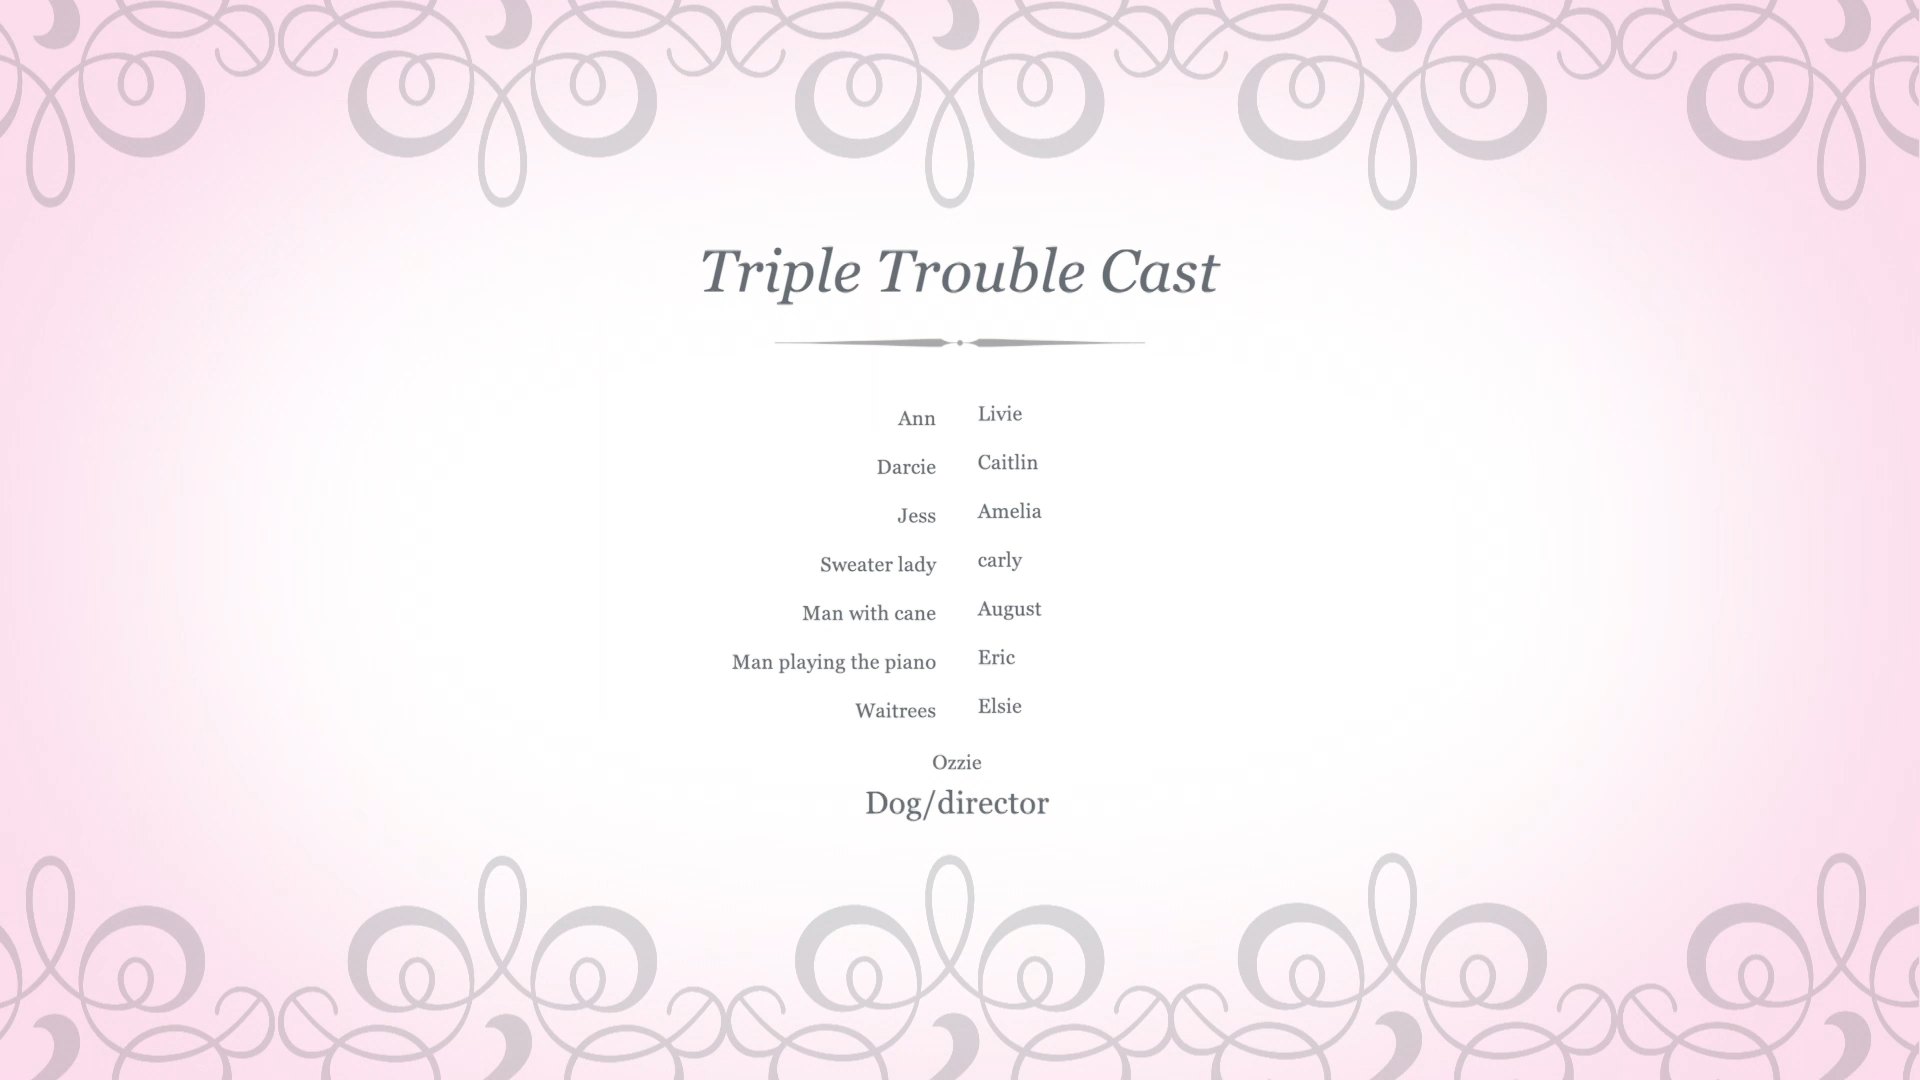 Triple Trouble Cast
Ann Livie
Darcie Caitlin
Jess Amelia
Sweater lady carly
Man with cane August
Man playing the piano Eric
Waitrees Elsie
Ozzie
Dog/director